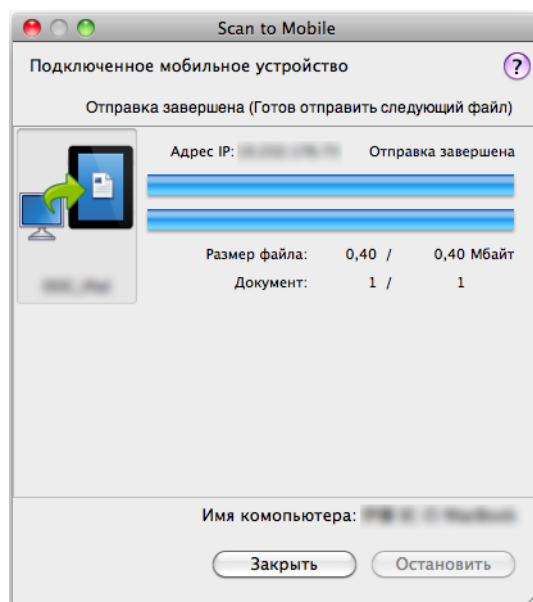 Scan to Mobile
Подключенное мобильное устройство ?
Отправка завершена (Готов отправить следующий файл)
Адрес IP: Отправка завершена
Размер файла: 0,40 / 0,40 Мбайт
Документ: 1 / 1
Имя комопьютера: MacBook
Закрыть Остановить